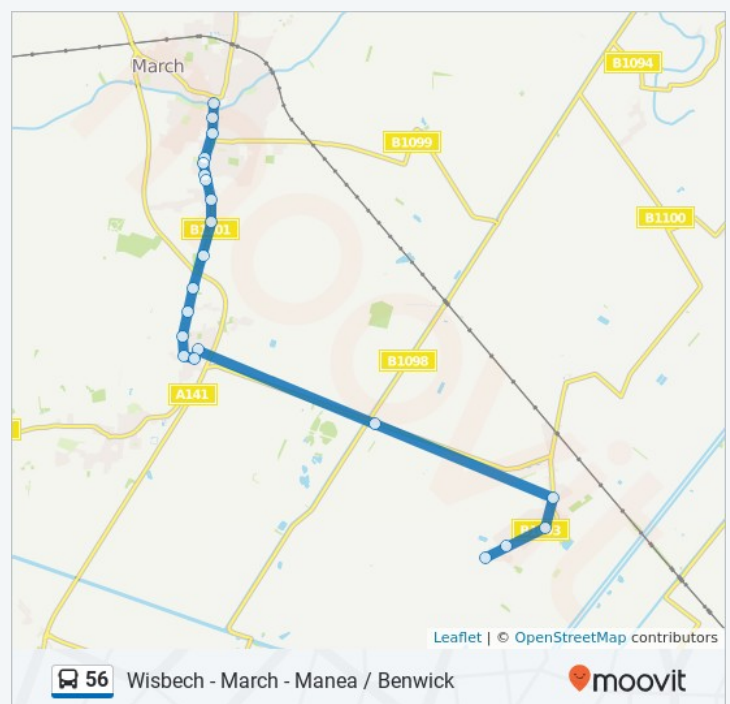 March
B1094
B1099
B1100
B1098
A141
Leaflet | © OpenStreetMap contributors
56 Wisbech - March - Manea / Benwick
moovit